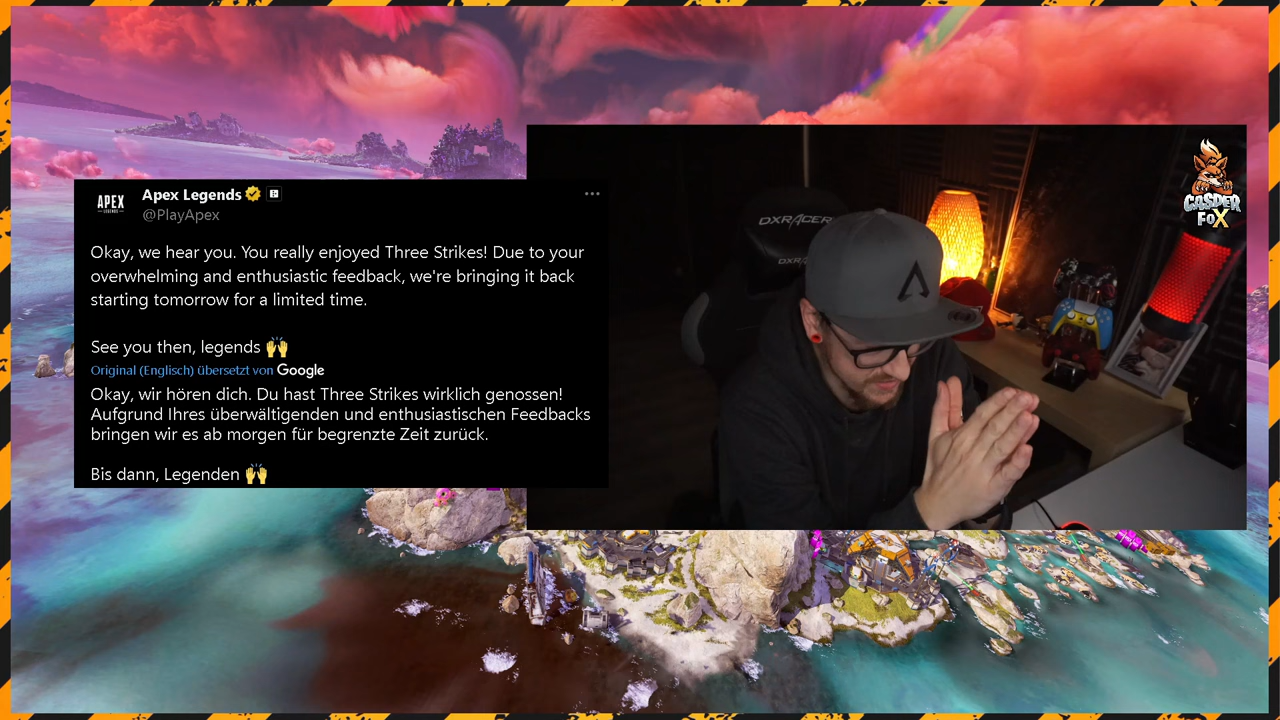 APEX
LEGENDS
Apex Legends
@PlayApex
Okay, we hear you. You really enjoyed Three Strikes! Due to your
overwhelming and enthusiastic feedback, we're bringing it back
starting tomorrow for a limited time.
See you then, legends 🙌
Original (Englisch) übersetzt von Google
Okay, wir hören dich. Du hast Three Strikes wirklich genossen!
Aufgrund Ihres überwältigenden und enthusiastischen Feedbacks
bringen wir es ab morgen für begrenzte Zeit zurück.
Bis dann, Legenden 🙌
DXRACER
DXRACER
CASPER
FOX